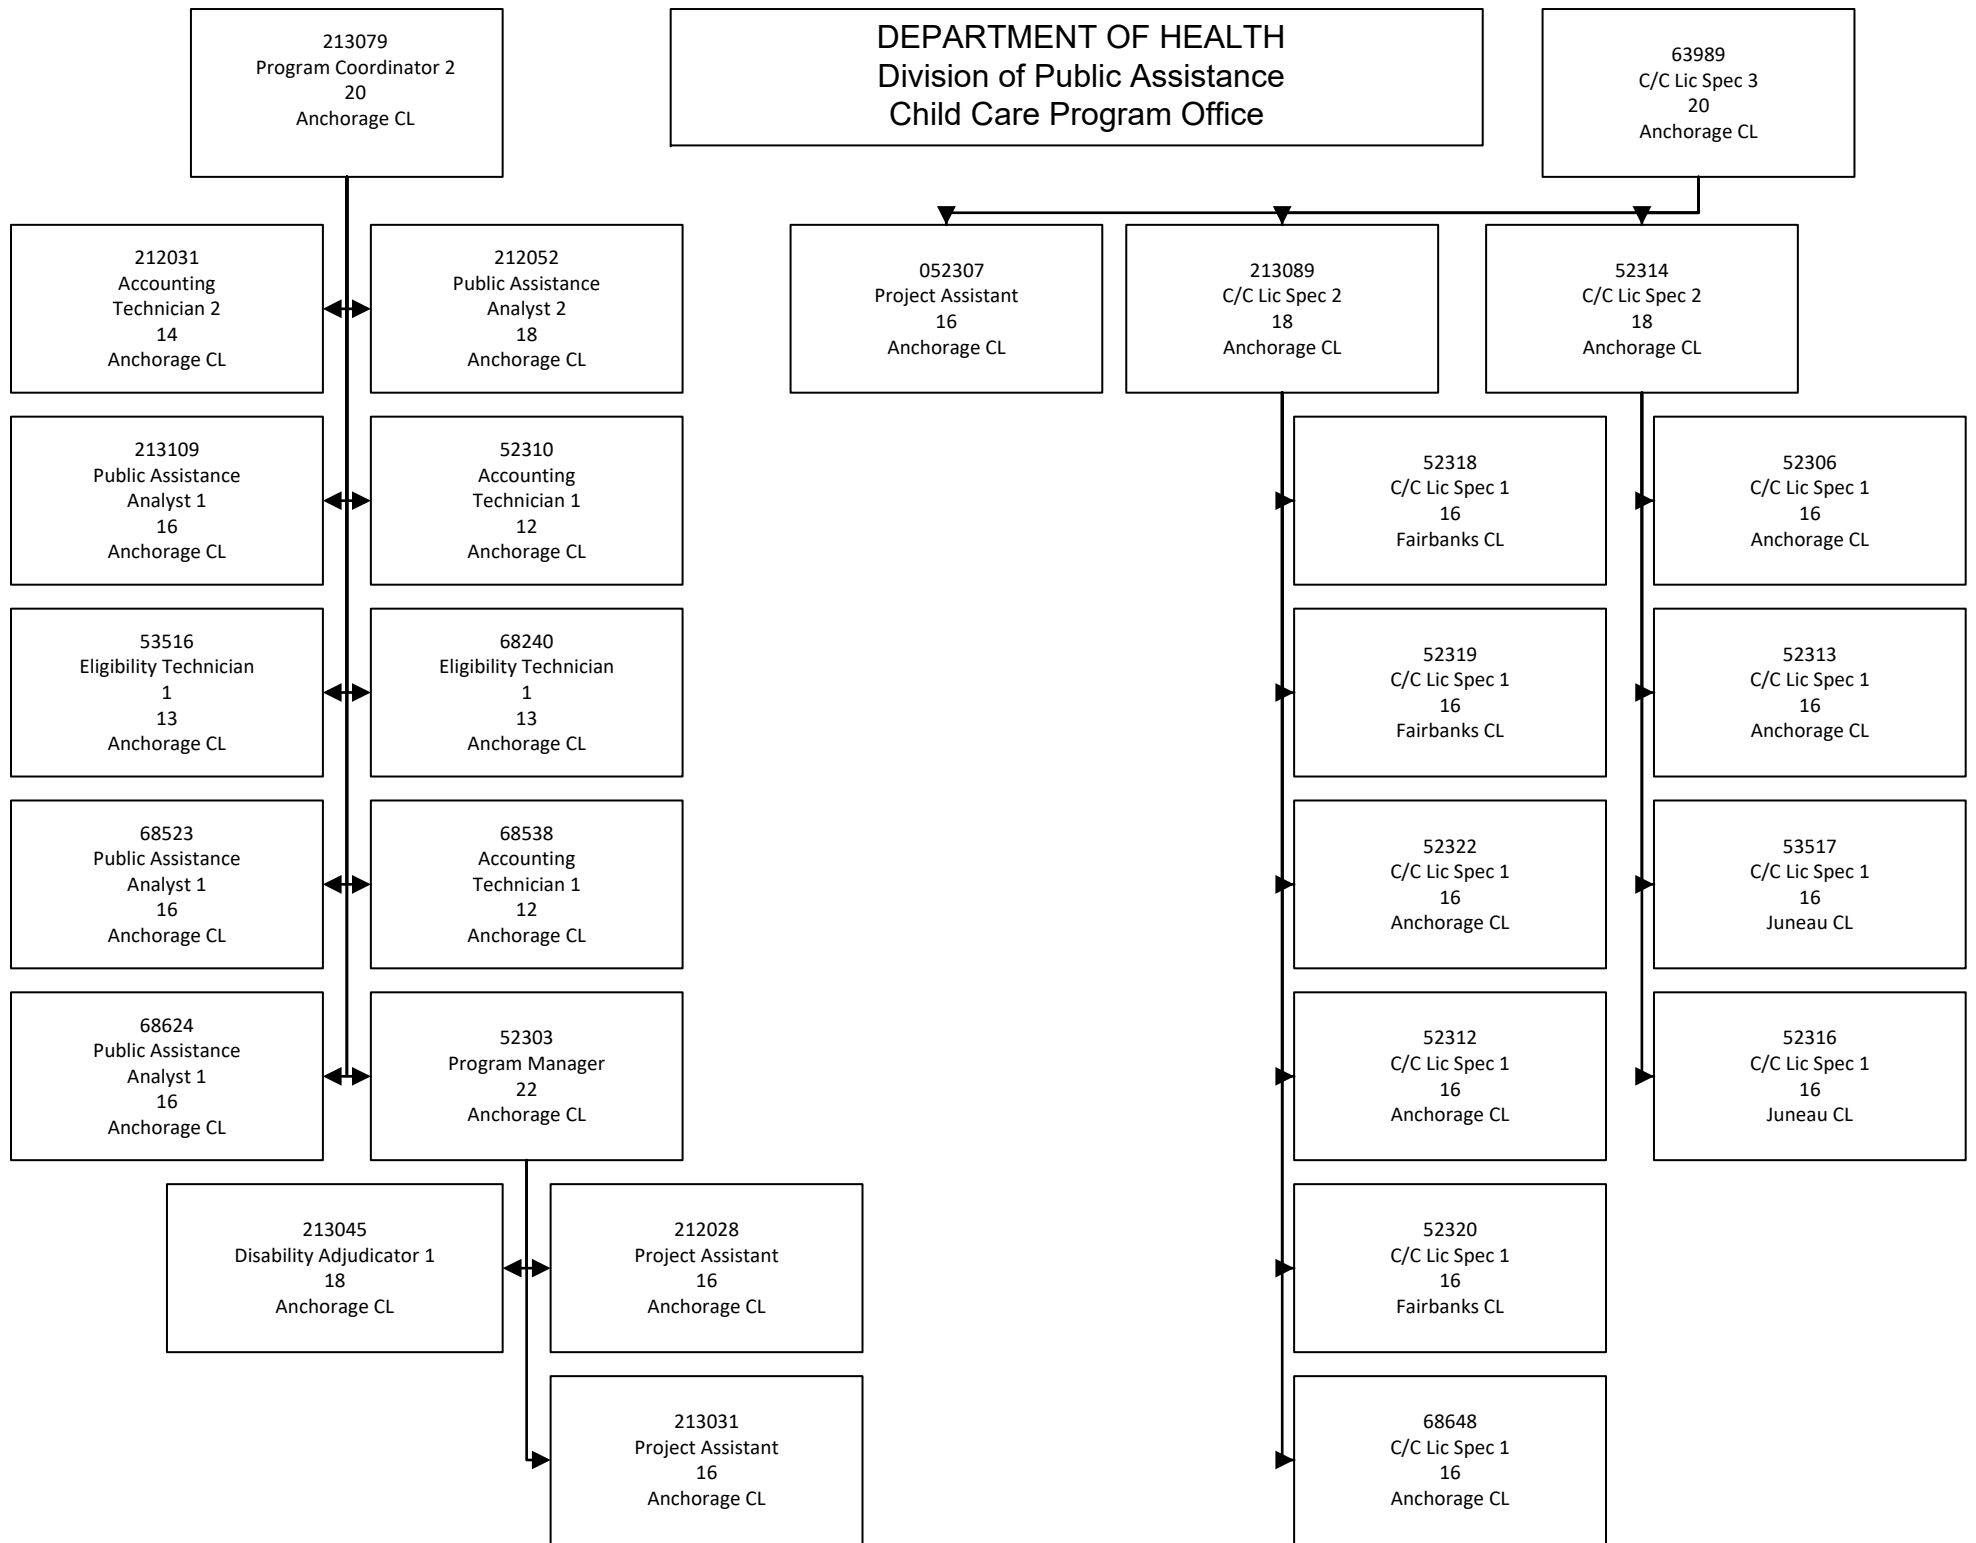 213079
Program Coordinator 2
20
Anchorage CL
DEPARTMENT OF HEALTH
Division of Public Assistance
Child Care Program Office
63989
C/C Lic Spec 3
20
Anchorage CL
212031
Accounting
Technician 2
14
Anchorage CL
212052
Public Assistance
Analyst 2
18
Anchorage CL
052307
Project Assistant
16
Anchorage CL
213089
C/C Lic Spec 2
18
Anchorage CL
52314
C/C Lic Spec 2
18
Anchorage CL
213109
Public Assistance
Analyst 1
16
Anchorage CL
52310
Accounting
Technician 1
12
Anchorage CL
52318
C/C Lic Spec 1
16
Fairbanks CL
52306
C/C Lic Spec 1
16
Anchorage CL
53516
Eligibility Technician
1
13
Anchorage CL
68240
Eligibility Technician
1
13
Anchorage CL
52319
C/C Lic Spec 1
16
Fairbanks CL
52313
C/C Lic Spec 1
16
Anchorage CL
68523
Public Assistance
Analyst 1
16
Anchorage CL
68538
Accounting
Technician 1
12
Anchorage CL
52322
C/C Lic Spec 1
16
Anchorage CL
53517
C/C Lic Spec 1
16
Juneau CL
68624
Public Assistance
Analyst 1
16
Anchorage CL
52303
Program Manager
22
Anchorage CL
52312
C/C Lic Spec 1
16
Anchorage CL
52316
C/C Lic Spec 1
16
Juneau CL
213045
Disability Adjudicator 1
18
Anchorage CL
212028
Project Assistant
16
Anchorage CL
52320
C/C Lic Spec 1
16
Fairbanks CL
213031
Project Assistant
16
Anchorage CL
68648
C/C Lic Spec 1
16
Anchorage CL